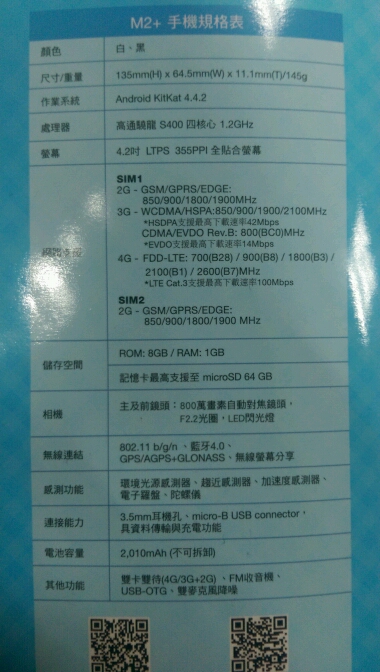 M2+ 手機規格表
顏色 白、黑
尺寸/重量 135mm(H) x 64.5mm(W) x 11.1mm(T)/145g
作業系統 Android KitKat 4.4.2
處理器 高通驍龍 S400 四核心 1.2GHz
螢幕 4.2吋 LTPS 355PPI 全貼合螢幕
SIM1
2G - GSM/GPRS/EDGE:
850/900/1800/1900MHz
3G - WCDMA/HSPA:850/900/1900/2100MHz
*HSDPA支援最高下載速率42Mbps
CDMA/EVDO Rev.B: 800(BC0)MHz
*EVDO支援最高下載速率14Mbps
4G - FDD-LTE: 700(B28) / 900(B8) / 1800(B3) /
2100(B1) / 2600(B7)MHz
*LTE Cat.3支援最高下載速率100Mbps
SIM2
2G - GSM/GPRS/EDGE:
850/900/1800/1900 MHz
儲存空間 ROM: 8GB / RAM: 1GB
記憶卡最高支援至 microSD 64 GB
相機 主及前鏡頭：800萬畫素自動對焦鏡頭，
F2.2光圈，LED閃光燈
無線連結 802.11 b/g/n 、藍牙4.0、
GPS/AGPS+GLONASS、無線螢幕分享
感測功能 環境光源感測器、趨近感測器、加速度感測器、
電子羅盤、陀螺儀
連接能力 3.5mm耳機孔、micro-B USB connector，
具資料傳輸與充電功能
電池容量 2,010mAh (不可拆卸)
其他功能 雙卡雙待(4G/3G+2G) 、FM收音機、
USB-OTG、雙麥克風降噪